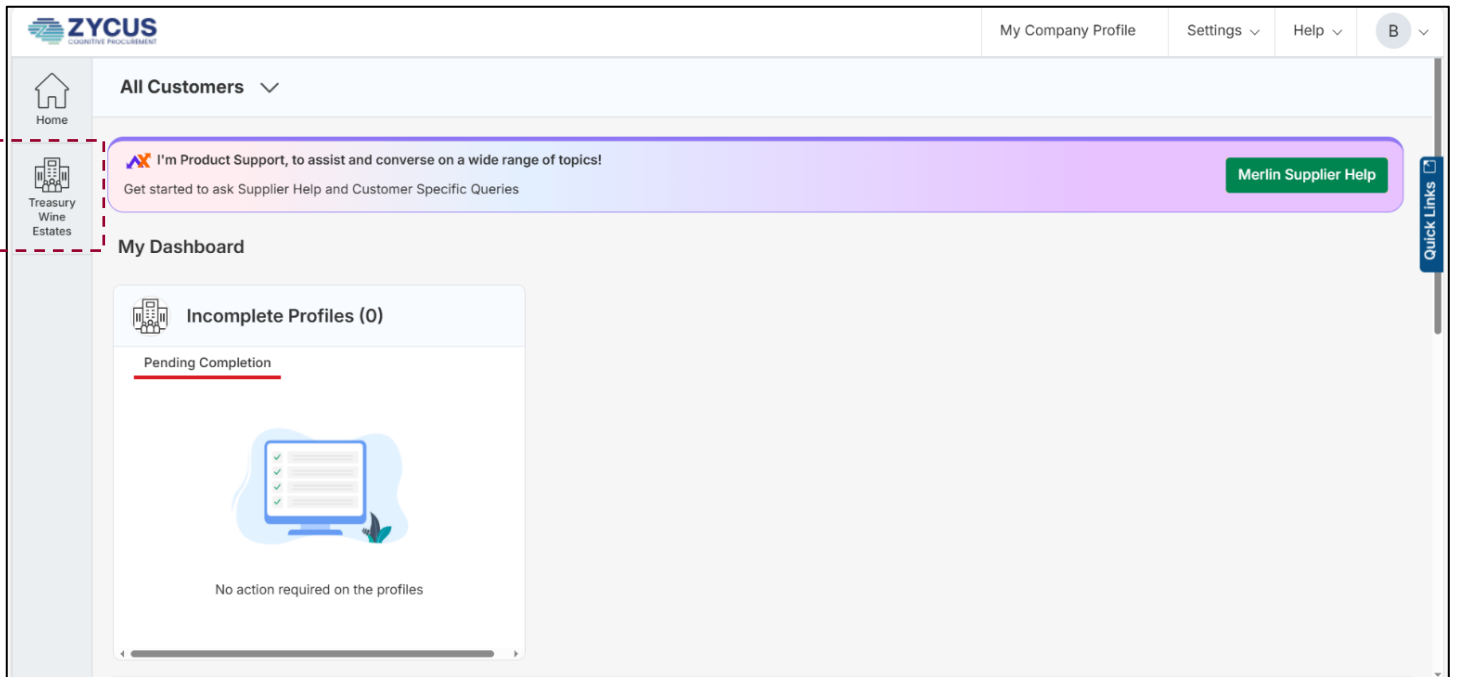 ZYCUS
COGNITIVE PROCUREMENT
My Company Profile
Settings
Help
B
Home
Treasury
Wine
Estates
All Customers
I'm Product Support, to assist and converse on a wide range of topics!
Get started to ask Supplier Help and Customer Specific Queries
Merlin Supplier Help
Quick Links
My Dashboard
Incomplete Profiles (0)
Pending Completion
No action required on the profiles